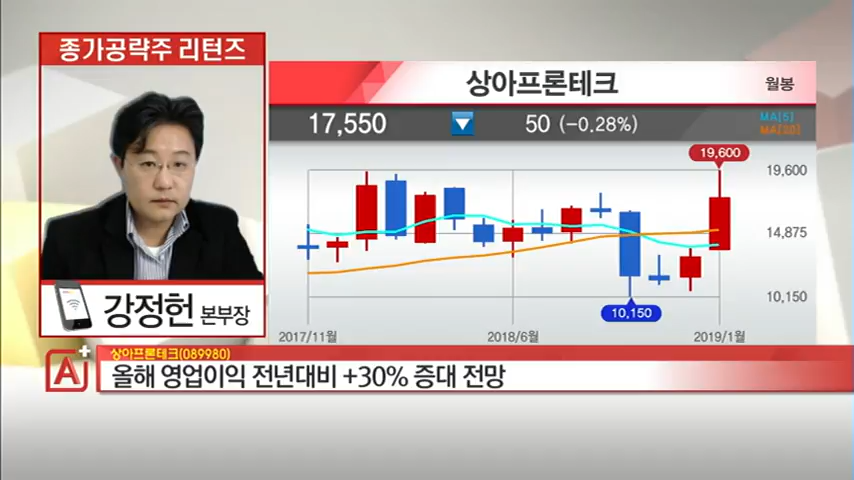 종가공략주 리턴즈
강정헌 본부장
상아프론테크
월봉
17,550 ▼ 50 (-0.28%)
MA[5]
MA[20]
19,600
19,600
14,875
10,150
10,150
2017/11월 2018/6월 2019/1월
A+
상아프론테크(089980)
올해 영업이익 전년대비 +30% 증대 전망